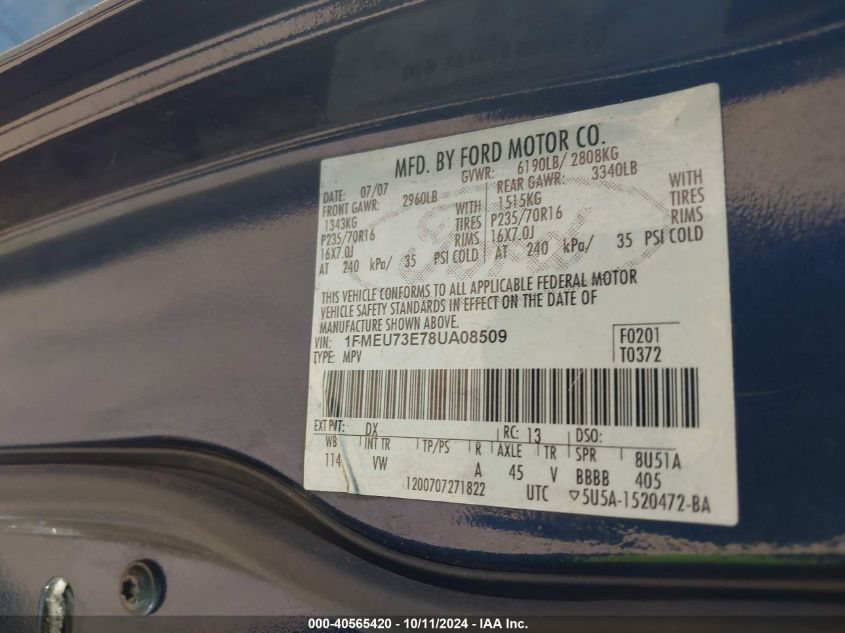 MFD. BY FORD MOTOR CO.
DATE: 07/07 GVWR: 6190LB/ 2808KG
FRONT GAWR: 2960LB REAR GAWR: 3340LB
1343KG WITH 1515KG WITH
P235/70R16 TIRES P235/70R16 TIRES
16X7.0J RIMS 16X7.0J RIMS
AT 240 kPa/ 35 PSI COLD AT 240 kPa/ 35 PSI COLD
THIS VEHICLE CONFORMS TO ALL APPLICABLE FEDERAL MOTOR
VEHICLE SAFETY STANDARDS IN EFFECT ON THE DATE OF
MANUFACTURE SHOWN ABOVE.
VIN: 1FMEU73E78UA08509 F0201
TYPE: MPV T0372
EXT PNT: DX RC: 13 DSO:
WB INT TR TP/PS R AXLE TR SPR 8U51A
114 VW A 45 V BBBB 405
1200707271822 UTC ▽5U5A-1520472-BA
000-40565420 - 10/11/2024 - IAA Inc.